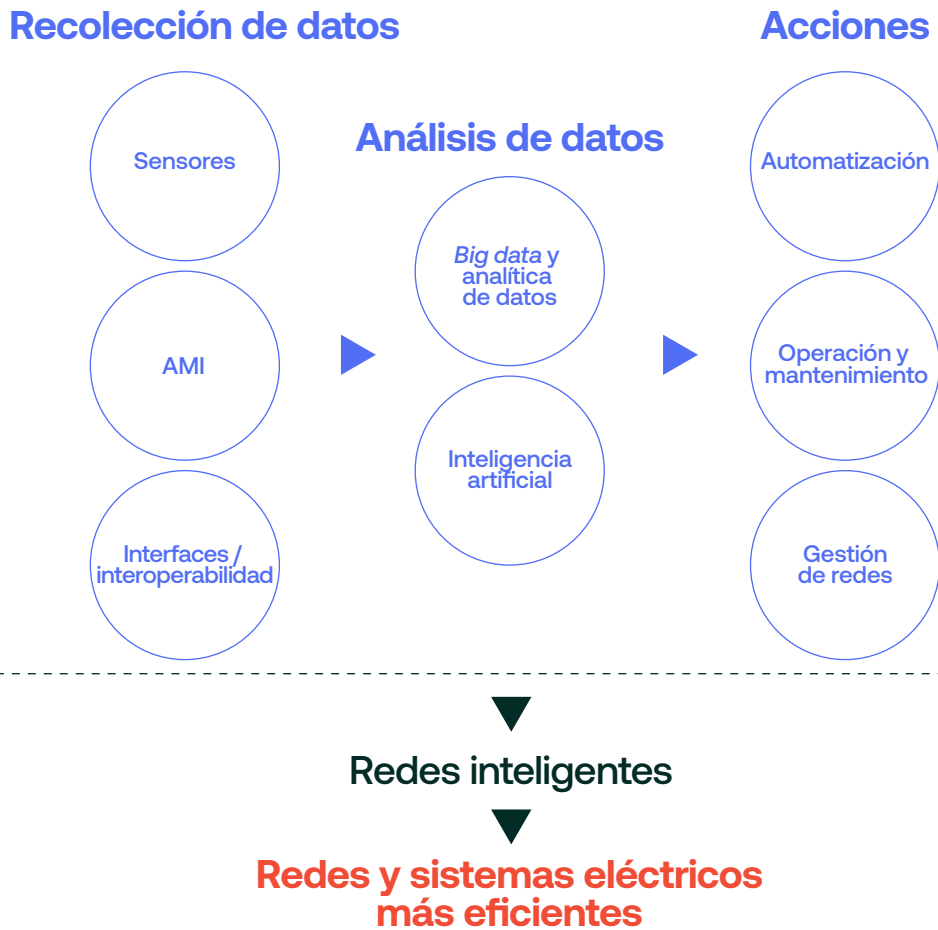 Recolección de datos
Sensores
AMI
Interfaces /
interoperabilidad
Análisis de datos
Big data y
analítica
de datos
Inteligencia
artificial
Acciones
Automatización
Operación y
mantenimiento
Gestión
de redes
Redes inteligentes
Redes y sistemas eléctricos
más eficientes